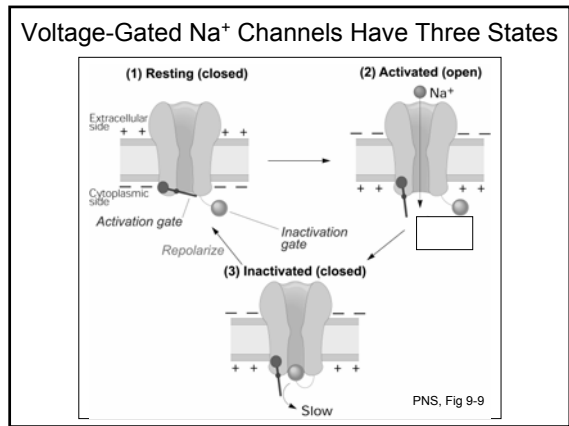 Voltage-Gated Na⁺ Channels Have Three States
(1) Resting (closed)
(2) Activated (open)
Na⁺
Extracellular
side
+ +
+ +
— —
— —
Cytoplasmic
side
— —
— —
+ +
+ +
Activation gate
Inactivation
gate
Repolarize
(3) Inactivated (closed)
— —
— —
+ +
+ +
Slow
PNS, Fig 9-9